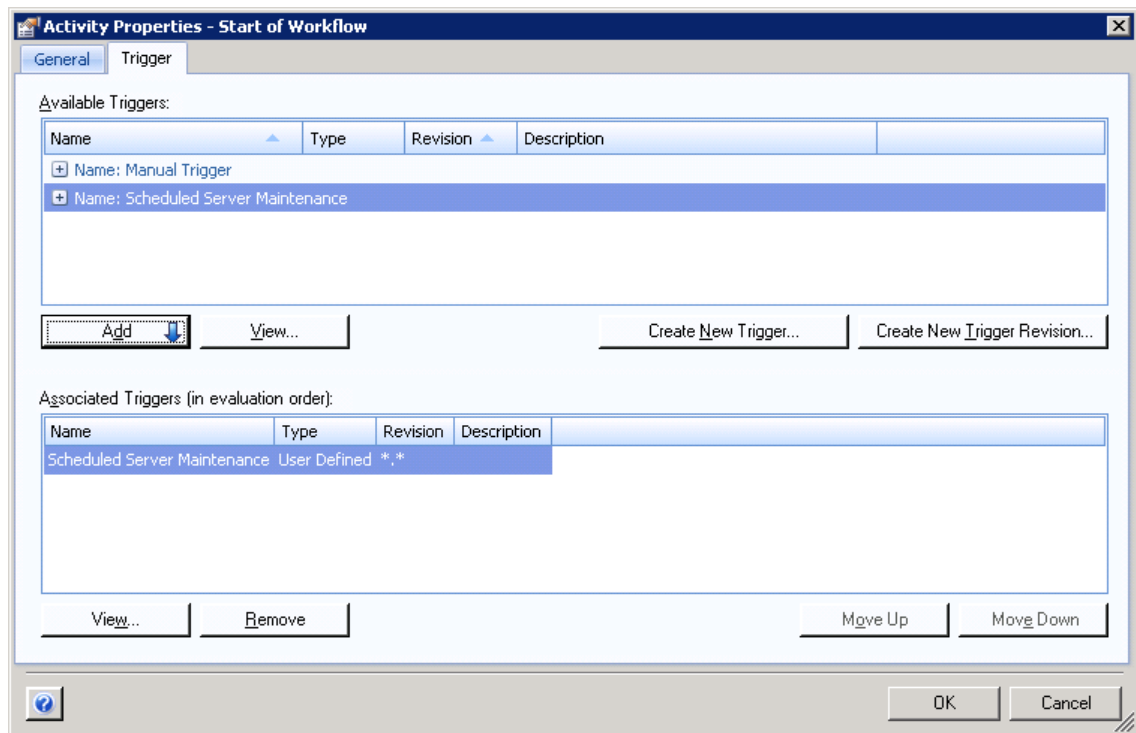 Activity Properties - Start of Workflow
General Trigger
Available Triggers:
Name Type Revision Description
Name: Manual Trigger
Name: Scheduled Server Maintenance
Add View... Create New Trigger... Create New Trigger Revision...
Associated Triggers (in evaluation order):
Name Type Revision Description
Scheduled Server Maintenance User Defined *.*
View... Remove Move Up Move Down
OK Cancel